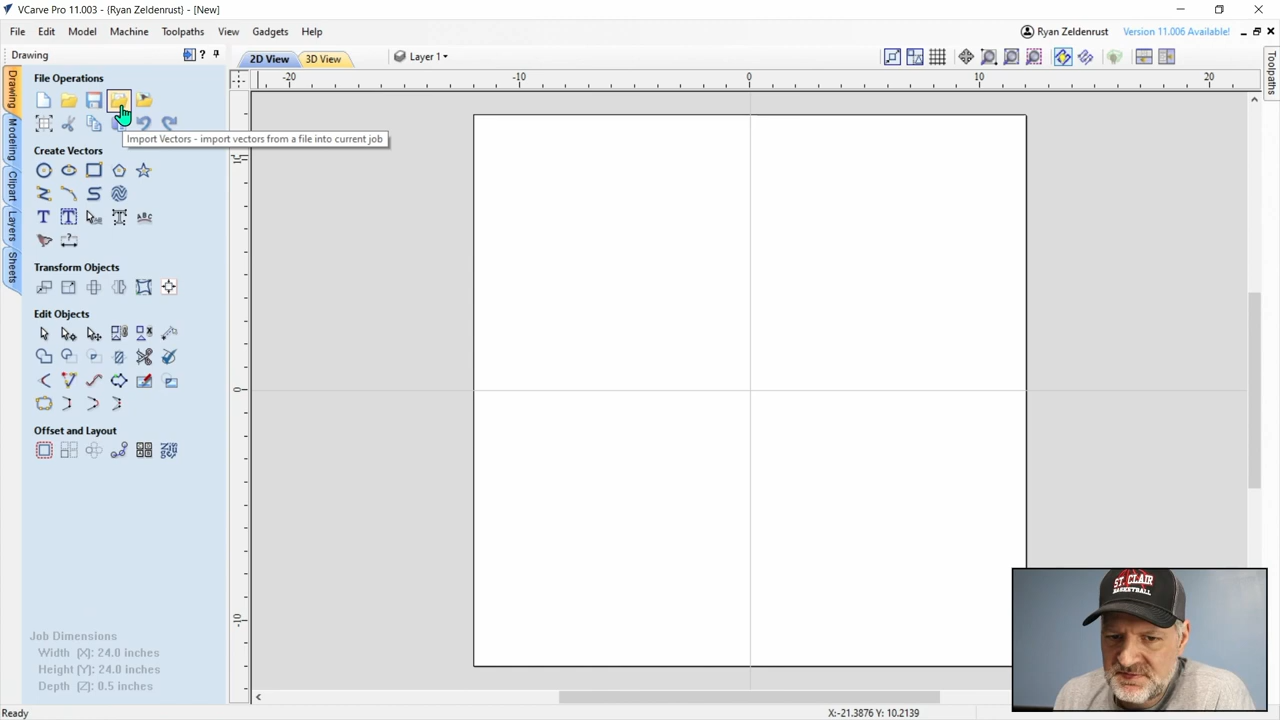 VCarve Pro 11.003 - {Ryan Zeldenrust} - [New]
File Edit Model Machine Toolpaths View Gadgets Help
Ryan Zeldenrust Version 11.006 Available!
Drawing
2D View 3D View Layer 1
File Operations
Import Vectors - import vectors from a file into current job
Create Vectors
Transform Objects
Edit Objects
Offset and Layout
Drawing
Modeling
Clipart
Layers
Sheets
Toolpaths
-20 -10 0 10 20
15
0
-10
Job Dimensions
Width (X): 24.0 inches
Height (Y): 24.0 inches
Depth (Z): 0.5 inches
ST. CLAIR
BASKETBALL
Ready X:-21.3876 Y: 10.2139